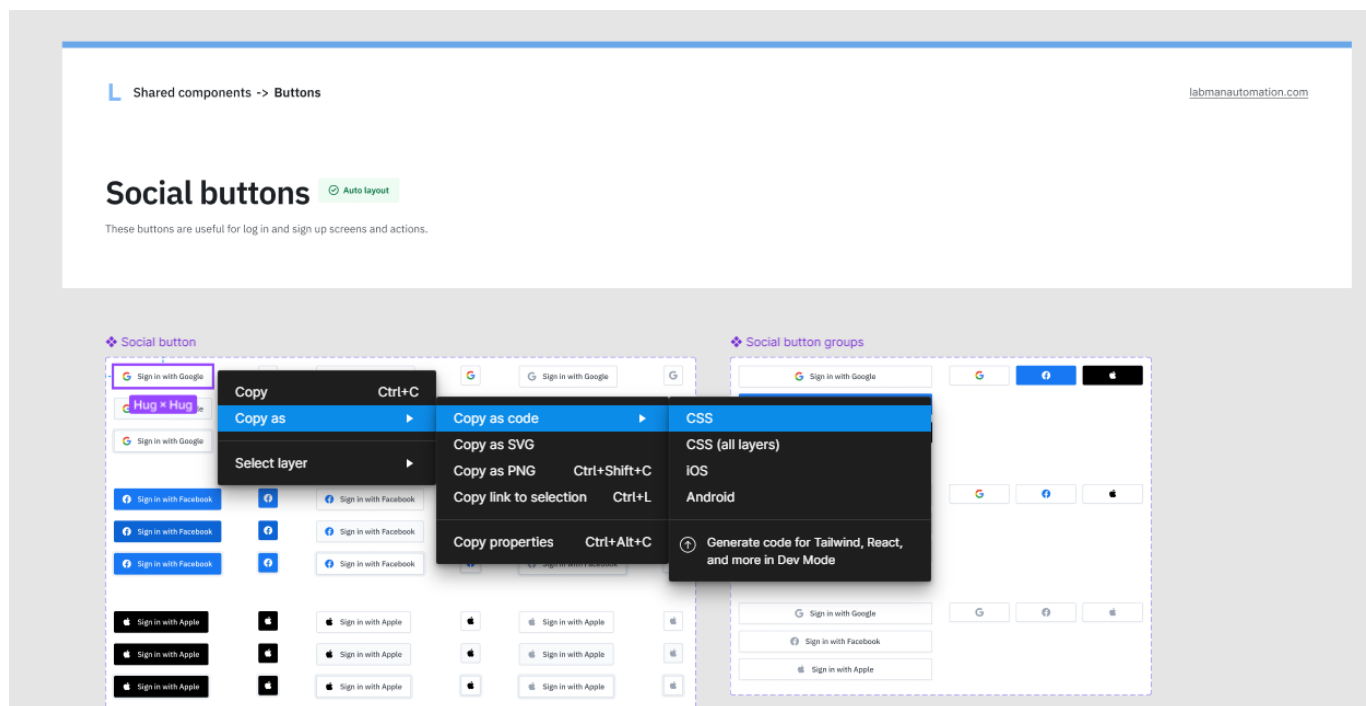 L Shared components -> Buttons
labmanautomation.com
Social buttons
Auto layout
These buttons are useful for log in and sign up screens and actions.
Social button
Social button groups
Sign in with Google
Sign in with Google
Sign in with Google
Hug × Hug
Sign in with Google
Copy Ctrl+C
Copy as
Select layer
Copy as code
Copy as SVG
Copy as PNG Ctrl+Shift+C
Copy link to selection Ctrl+L
Copy properties Ctrl+Alt+C
CSS
CSS (all layers)
iOS
Android
Generate code for Tailwind, React,
and more in Dev Mode
Sign in with Facebook
Sign in with Facebook
Sign in with Facebook
Sign in with Facebook
Sign in with Facebook
Sign in with Facebook
Sign in with Apple
Sign in with Apple
Sign in with Apple
Sign in with Apple
Sign in with Apple
Sign in with Apple
Sign in with Apple
Sign in with Apple
Sign in with Apple
Sign in with Google
Sign in with Facebook
Sign in with Apple